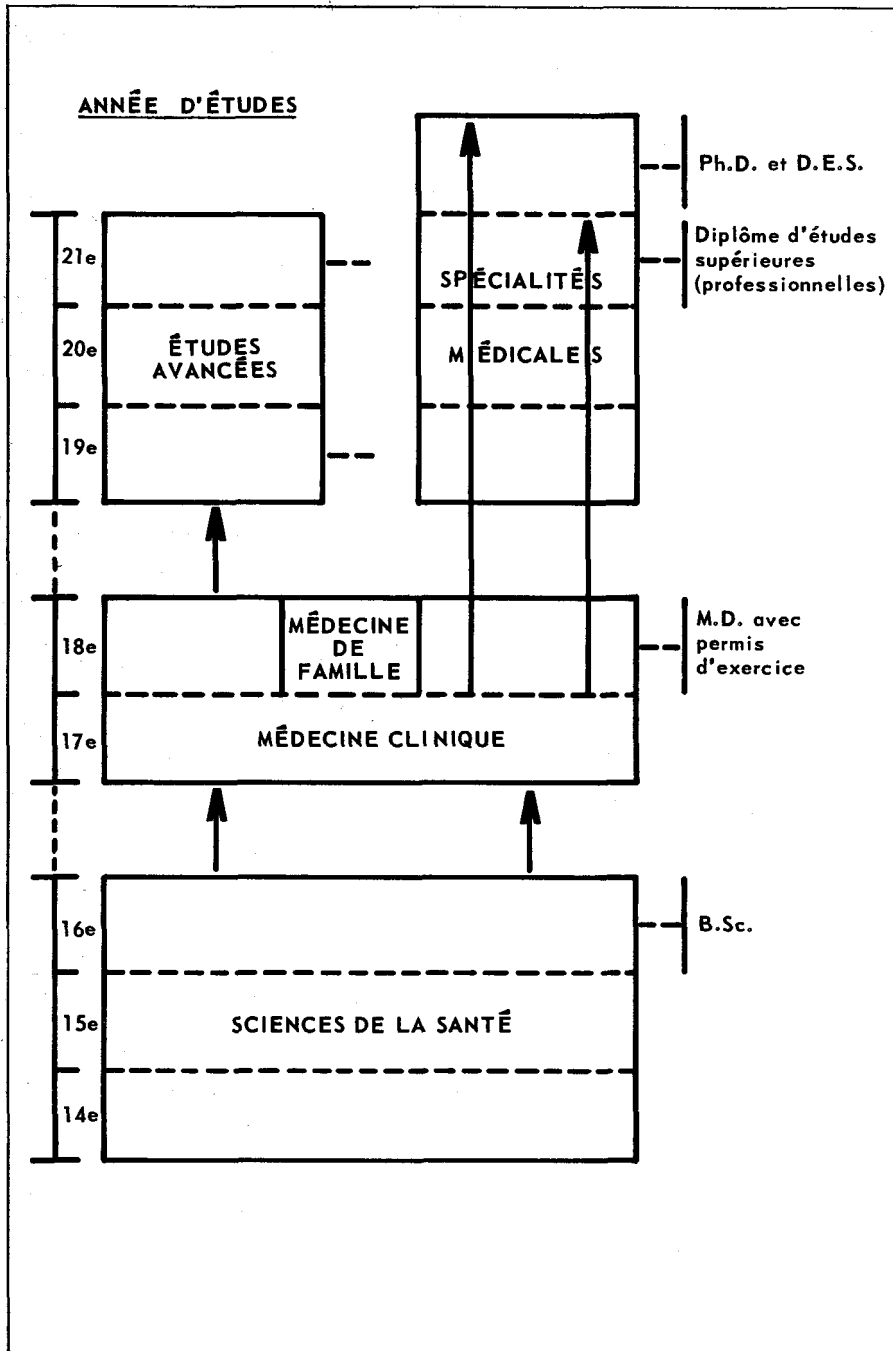 ANNÉE D'ÉTUDES
Ph.D. et D.E.S.
21e
SPÉCIALITÉS
Diplôme d'études
supérieures
(professionnelles)
20e
ÉTUDES
AVANCÉES
MÉDICALES
19e
18e
MÉDECINE
DE
FAMILLE
M.D. avec
permis
d'exercice
17e
MÉDECINE CLINIQUE
16e
B.Sc.
15e
SCIENCES DE LA SANTÉ
14e